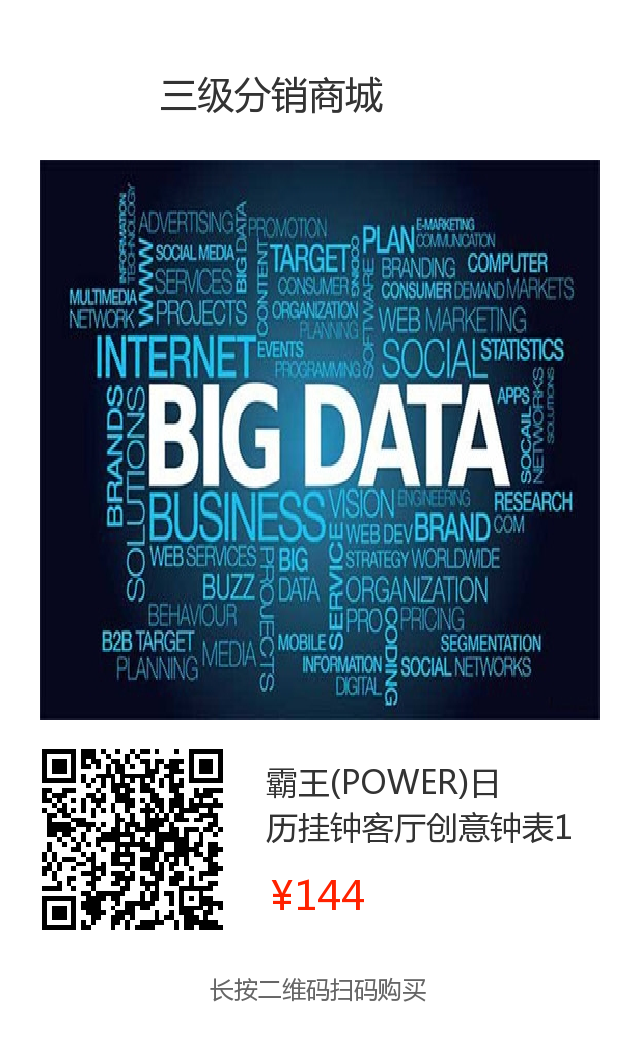 三级分销商城
INFORMATION
TECHNOLOGY
ADVERTISING
BIG DATA
PROMOTION
E-MARKETING
PLAN
COMMUNICATION
WWW
SOCIAL MEDIA
CONTENT
TARGET
CODING
BRANDING
COMPUTER
SERVICES
CONSUMER
SOFTWARE
CONSUMER DEMAND
MARKETS
MULTIMEDIA
NETWORK
PROJECTS
ORGANIZATION
PLANNING
WEB MARKETING
INTERNET
EVENTS
PROGRAMMING
SOCIAL
STATISTICS
BRANDS
SOLUTIONS
BIG DATA
APPS
SOCAIL
NETWORKS
SOLUTIONS
BUSINESS
VISION
ENGINEERING
RESEARCH
WEB DEV
BRAND
COM
WEB SERVICES
PROJECTS
BIG
DATA
SERVICE
STRATEGY
WORLDWIDE
BUZZ
ORGANIZATION
BEHAVIOUR
PRO
CODING
PRICING
B2B TARGET
PLANNING
MEDIA
MOBILE
SEGMENTATION
INFORMATION
DIGITAL
SOCIAL NETWORKS
霸王(POWER)日
历挂钟客厅创意钟表1
¥144
长按二维码扫码购买